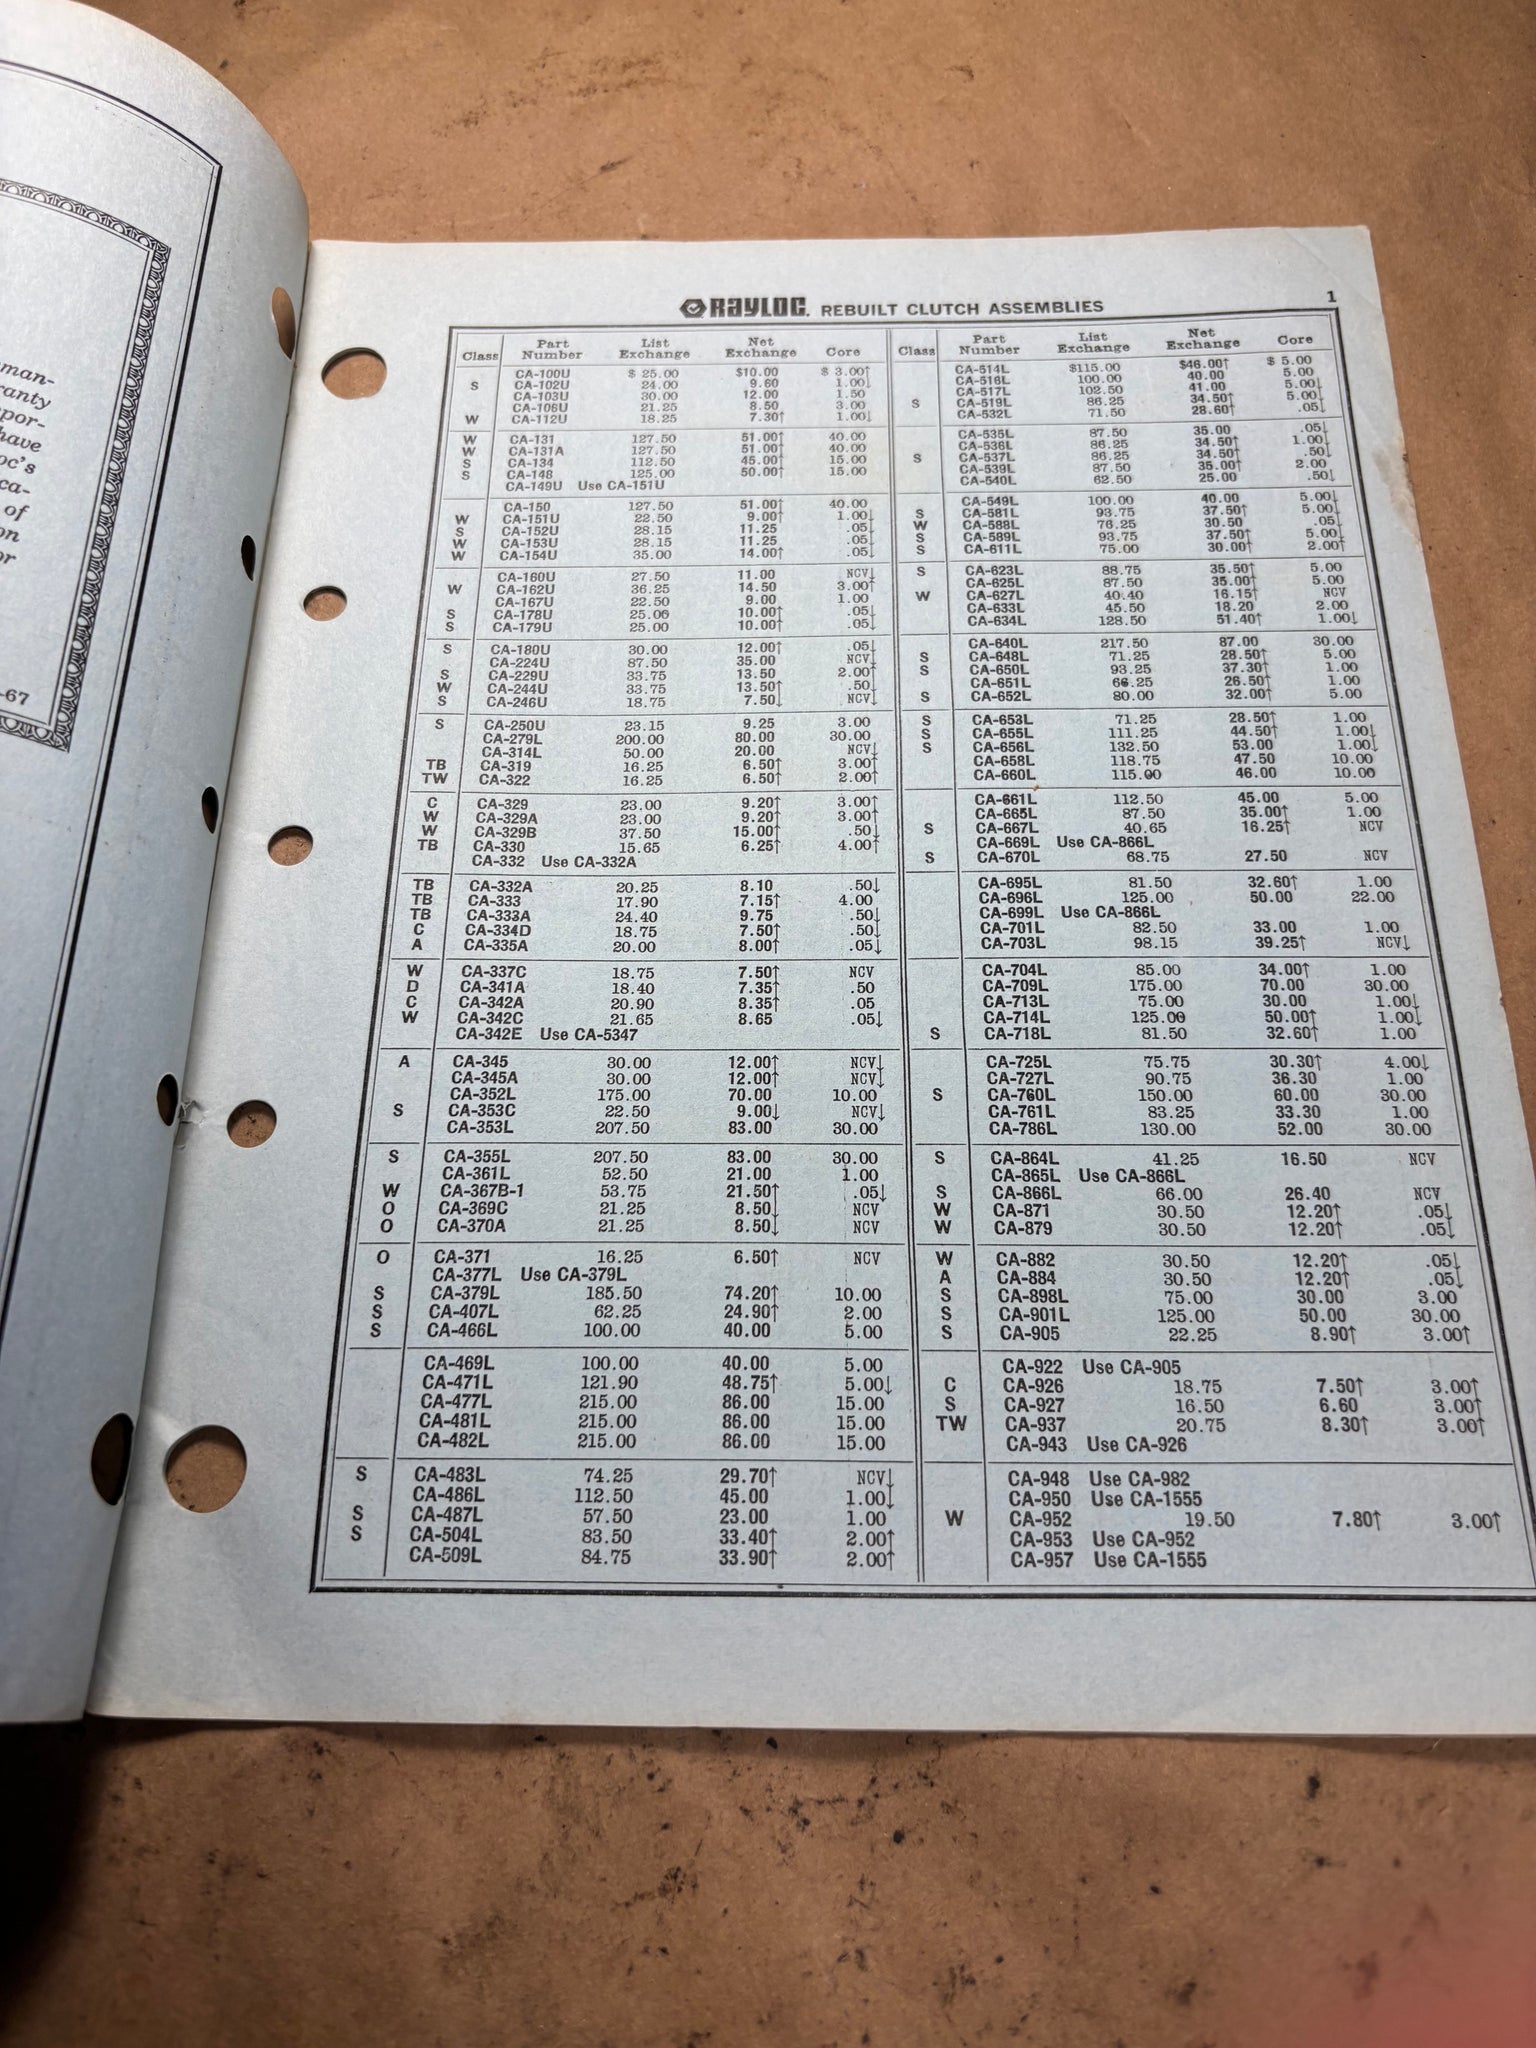 man-
ranty
spor-
have
oc's
ca-
of
on
or
-67
RAYLOC. REBUILT CLUTCH ASSEMBLIES
1
Class Part Number List Exchange Net Exchange Core
CA-100U $ 25.00 $10.00 $ 3.00↑
S CA-102U 24.00 9.60 1.00↓
CA-103U 30.00 12.00 1.50
CA-106U 21.25 8.50 3.00
W CA-112U 18.25 7.30↑ 1.00↓
W CA-131 127.50 51.00↑ 40.00
W CA-131A 127.50 51.00↑ 40.00
S CA-134 112.50 45.00↑ 15.00
S CA-148 125.00 50.00↑ 15.00
CA-149U Use CA-151U
CA-150 127.50 51.00↑ 40.00
W CA-151U 22.50 9.00↑ 1.00↓
S CA-152U 28.15 11.25 .05↓
W CA-153U 28.15 11.25 .05↓
W CA-154U 35.00 14.00↑ .05↓
CA-160U 27.50 11.00 NCV↓
W CA-162U 36.25 14.50 3.00↑
CA-167U 22.50 9.00 1.00
S CA-178U 25.00 10.00↑ .05↓
S CA-179U 25.00 10.00↑ .05↓
S CA-180U 30.00 12.00↑ .05↓
CA-224U 87.50 35.00 NCV↓
S CA-229U 33.75 13.50 2.00↑
W CA-244U 33.75 13.50↑ .50↓
S CA-246U 18.75 7.50↓ NCV↓
S CA-250U 23.15 9.25 3.00
CA-279L 200.00 80.00 30.00
CA-314L 50.00 20.00 NCV↓
TB CA-319 16.25 6.50↑ 3.00↑
TW CA-322 16.25 6.50↑ 2.00↑
C CA-329 23.00 9.20↑ 3.00↑
W CA-329A 23.00 9.20↑ 3.00↑
W CA-329B 37.50 15.00↑ .50↓
TB CA-330 15.65 6.25↑ 4.00↑
CA-332 Use CA-332A
TB CA-332A 20.25 8.10 .50↓
TB CA-333 17.90 7.15↑ 4.00
TB CA-333A 24.40 9.75 .50↓
C CA-334D 18.75 7.50↑ .50↓
A CA-335A 20.00 8.00↑ .05↓
W CA-337C 18.75 7.50↑ NCV
D CA-341A 18.40 7.35↑ .50
C CA-342A 20.90 8.35↑ .05
W CA-342C 21.65 8.65 .05↓
CA-342E Use CA-5347
A CA-345 30.00 12.00↑ NCV↓
CA-345A 30.00 12.00↑ NCV↓
CA-352L 175.00 70.00 10.00
S CA-353C 22.50 9.00↓ NCV↓
CA-353L 207.50 83.00 30.00
S CA-355L 207.50 83.00 30.00
CA-361L 52.50 21.00 1.00
W CA-367B-1 53.75 21.50↑ .05↓
O CA-369C 21.25 8.50↓ NCV
O CA-370A 21.25 8.50↓ NCV
O CA-371 16.25 6.50↑ NCV
CA-377L Use CA-379L
S CA-379L 185.50 74.20↑ 10.00
S CA-407L 62.25 24.90↑ 2.00
S CA-466L 100.00 40.00 5.00
CA-469L 100.00 40.00 5.00
CA-471L 121.90 48.75↑ 5.00↓
CA-477L 215.00 86.00 15.00
CA-481L 215.00 86.00 15.00
CA-482L 215.00 86.00 15.00
S CA-483L 74.25 29.70↑ NCV↓
CA-486L 112.50 45.00 1.00↓
S CA-487L 57.50 23.00 1.00
S CA-504L 83.50 33.40↑ 2.00↑
CA-509L 84.75 33.90↑ 2.00↑
Class Part Number List Exchange Net Exchange Core
CA-514L $115.00 $46.00↑ $ 5.00
CA-516L 100.00 40.00 5.00
CA-517L 102.50 41.00 5.00↓
S CA-519L 86.25 34.50↑ 5.00↓
CA-532L 71.50 28.60↑ .05↓
CA-535L 87.50 35.00 .05↓
CA-536L 86.25 34.50↑ 1.00↓
S CA-537L 86.25 34.50↑ .50↓
CA-539L 87.50 35.00↑ 2.00
CA-540L 62.50 25.00 .50↓
CA-549L 100.00 40.00 5.00↓
S CA-581L 93.75 37.50↑ 5.00↓
W CA-588L 76.25 30.50 .05↓
S CA-589L 93.75 37.50↑ 5.00↓
S CA-611L 75.00 30.00↑ 2.00↑
S CA-623L 88.75 35.50↑ 5.00
CA-625L 87.50 35.00↑ 5.00
W CA-627L 40.40 16.15↑ NCV
CA-633L 45.50 18.20 2.00
CA-634L 128.50 51.40↑ 1.00↓
CA-640L 217.50 87.00 30.00
S CA-648L 71.25 28.50↑ 5.00
S CA-650L 93.25 37.30↑ 1.00
CA-651L 66.25 26.50↑ 1.00
S CA-652L 80.00 32.00↑ 5.00
S CA-653L 71.25 28.50↑ 1.00
S CA-655L 111.25 44.50↑ 1.00↓
S CA-656L 132.50 53.00 1.00↓
CA-658L 118.75 47.50 10.00
CA-660L 115.00 46.00 10.00
CA-661L 112.50 45.00 5.00
CA-665L 87.50 35.00↑ 1.00
S CA-667L 40.65 16.25↑ NCV
CA-669L Use CA-866L
S CA-670L 68.75 27.50 NCV
CA-695L 81.50 32.60↑ 1.00
CA-696L 125.00 50.00 22.00
CA-699L Use CA-866L
CA-701L 82.50 33.00 1.00
CA-703L 98.15 39.25↑ NCV↓
CA-704L 85.00 34.00↑ 1.00
CA-709L 175.00 70.00 30.00
CA-713L 75.00 30.00 1.00↓
CA-714L 125.00 50.00↑ 1.00↓
S CA-718L 81.50 32.60↑ 1.00
CA-725L 75.75 30.30↑ 4.00↓
CA-727L 90.75 36.30 1.00
S CA-760L 150.00 60.00 30.00
CA-761L 83.25 33.30 1.00
CA-786L 130.00 52.00 30.00
S CA-864L 41.25 16.50 NCV
CA-865L Use CA-866L
S CA-866L 66.00 26.40 NCV
W CA-871 30.50 12.20↑ .05↓
W CA-879 30.50 12.20↑ .05↓
W CA-882 30.50 12.20↑ .05↓
A CA-884 30.50 12.20↑ .05↓
S CA-898L 75.00 30.00 3.00
S CA-901L 125.00 50.00 30.00
S CA-905 22.25 8.90↑ 3.00↑
CA-922 Use CA-905
C CA-926 18.75 7.50↑ 3.00↑
S CA-927 16.50 6.60 3.00↑
TW CA-937 20.75 8.30↑ 3.00↑
CA-943 Use CA-926
CA-948 Use CA-982
CA-950 Use CA-1555
W CA-952 19.50 7.80↑ 3.00↑
CA-953 Use CA-952
CA-957 Use CA-1555